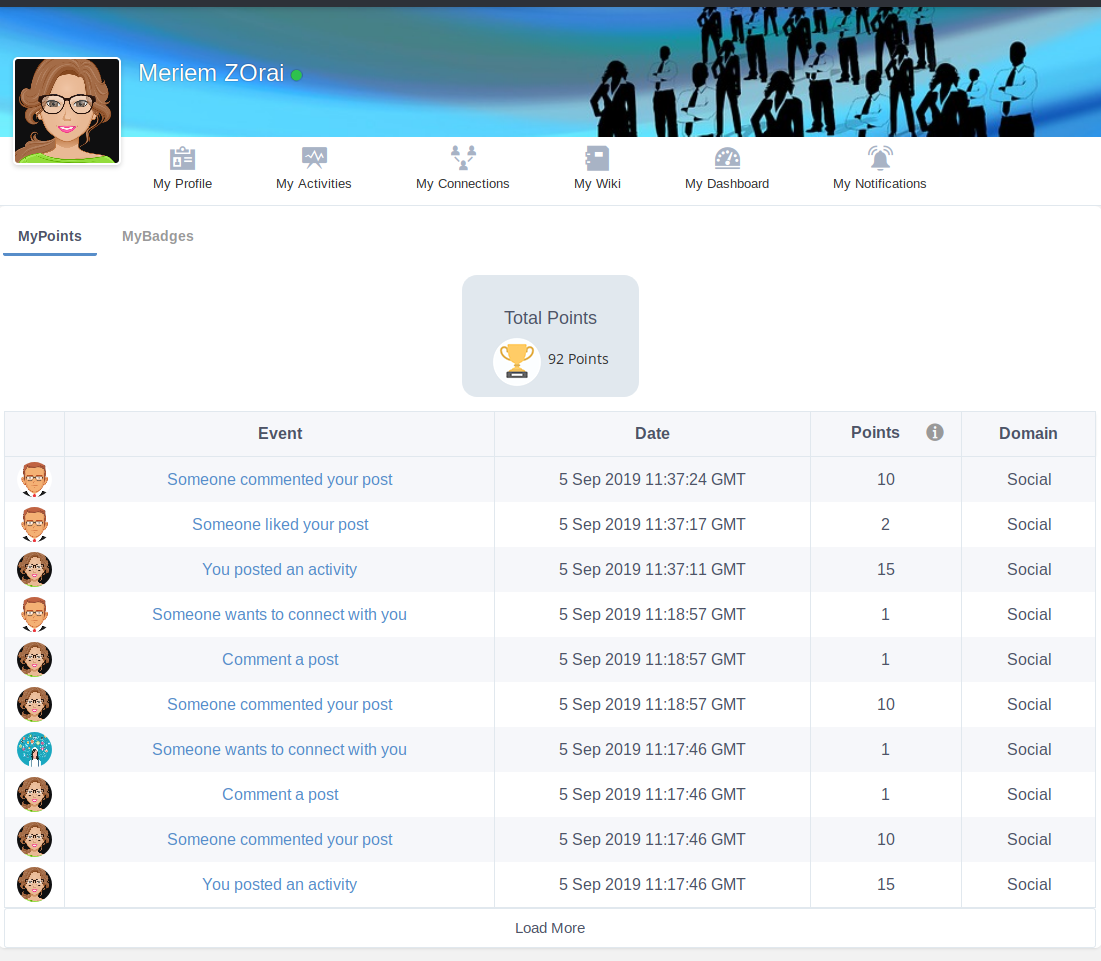 Meriem ZOrai
My Profile My Activities My Connections My Wiki My Dashboard My Notifications
MyPoints MyBadges
Total Points
92 Points
Event Date Points Domain
Someone commented your post 5 Sep 2019 11:37:24 GMT 10 Social
Someone liked your post 5 Sep 2019 11:37:17 GMT 2 Social
You posted an activity 5 Sep 2019 11:37:11 GMT 15 Social
Someone wants to connect with you 5 Sep 2019 11:18:57 GMT 1 Social
Comment a post 5 Sep 2019 11:18:57 GMT 1 Social
Someone commented your post 5 Sep 2019 11:18:57 GMT 10 Social
Someone wants to connect with you 5 Sep 2019 11:17:46 GMT 1 Social
Comment a post 5 Sep 2019 11:17:46 GMT 1 Social
Someone commented your post 5 Sep 2019 11:17:46 GMT 10 Social
You posted an activity 5 Sep 2019 11:17:46 GMT 15 Social
Load More